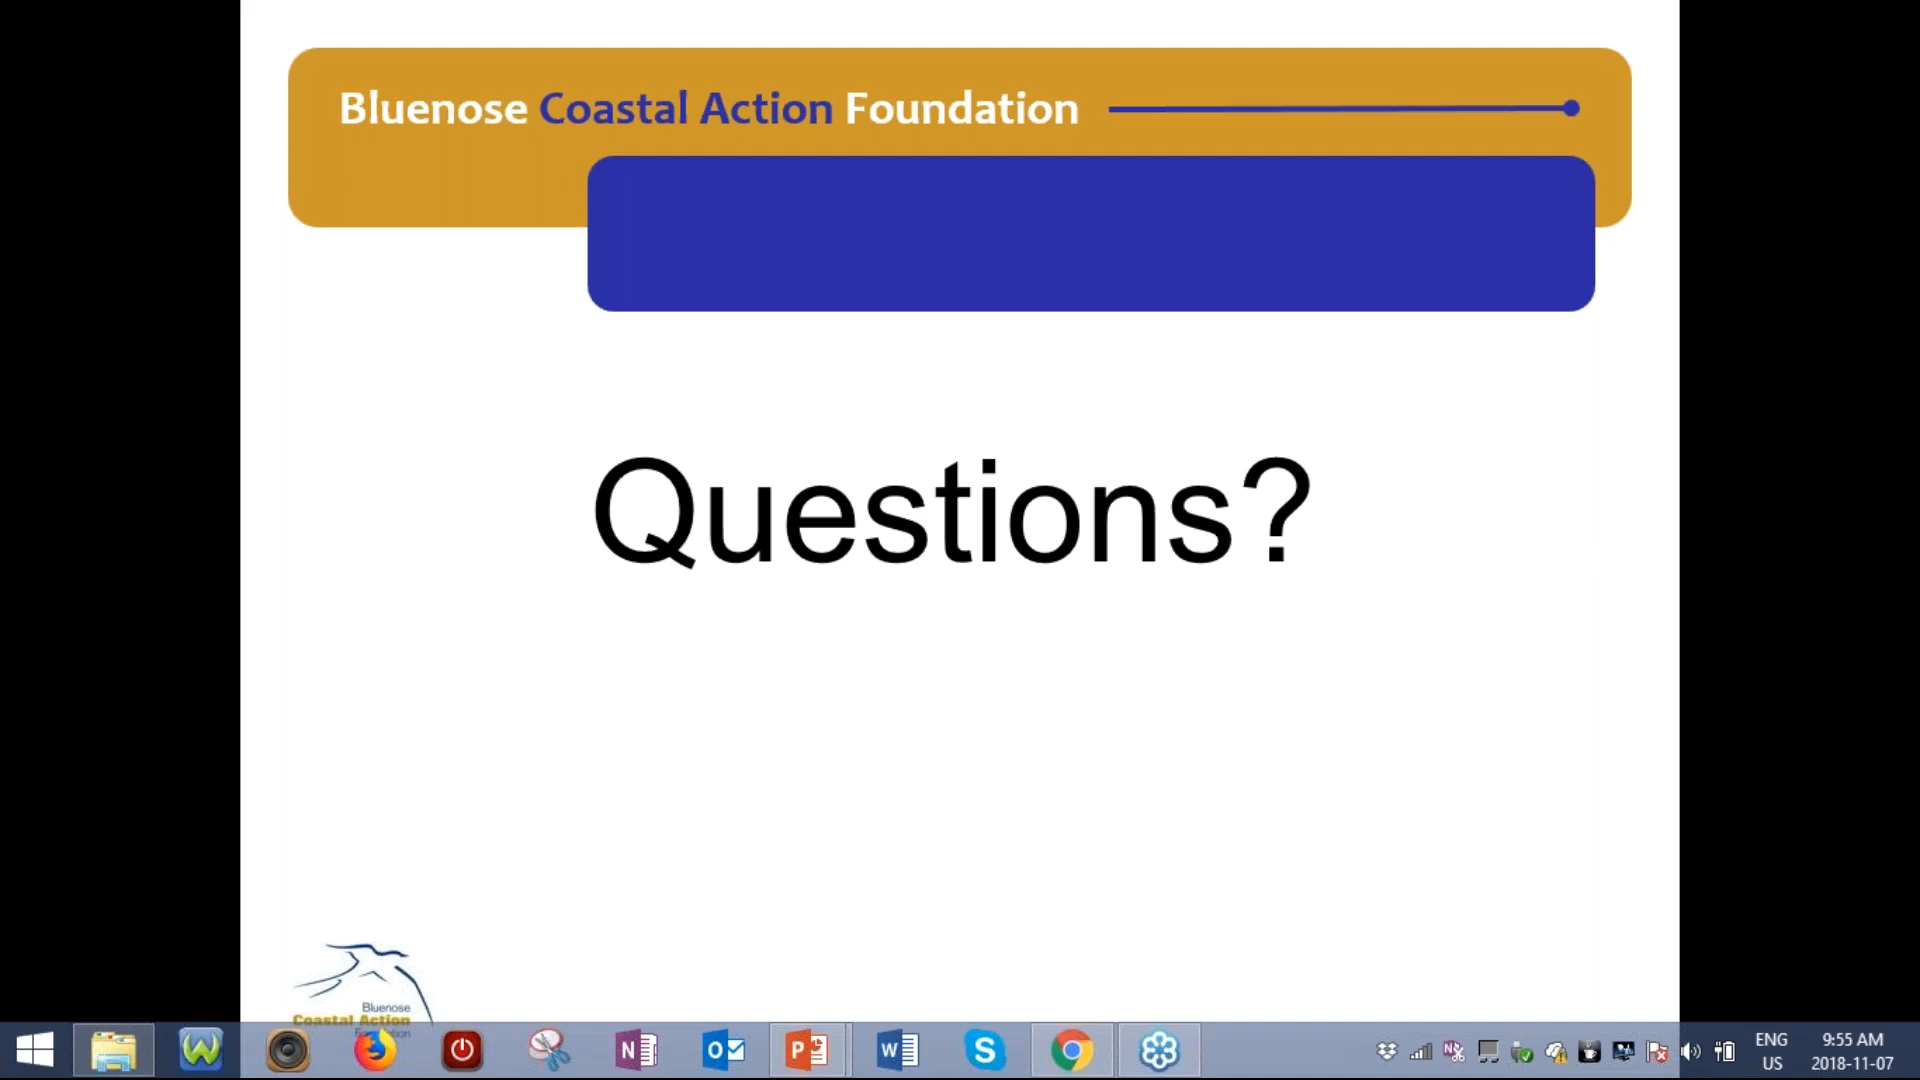 Bluenose Coastal Action Foundation
Questions?
Bluenose
Coastal Action
ENG 9:55 AM
US 2018-11-07